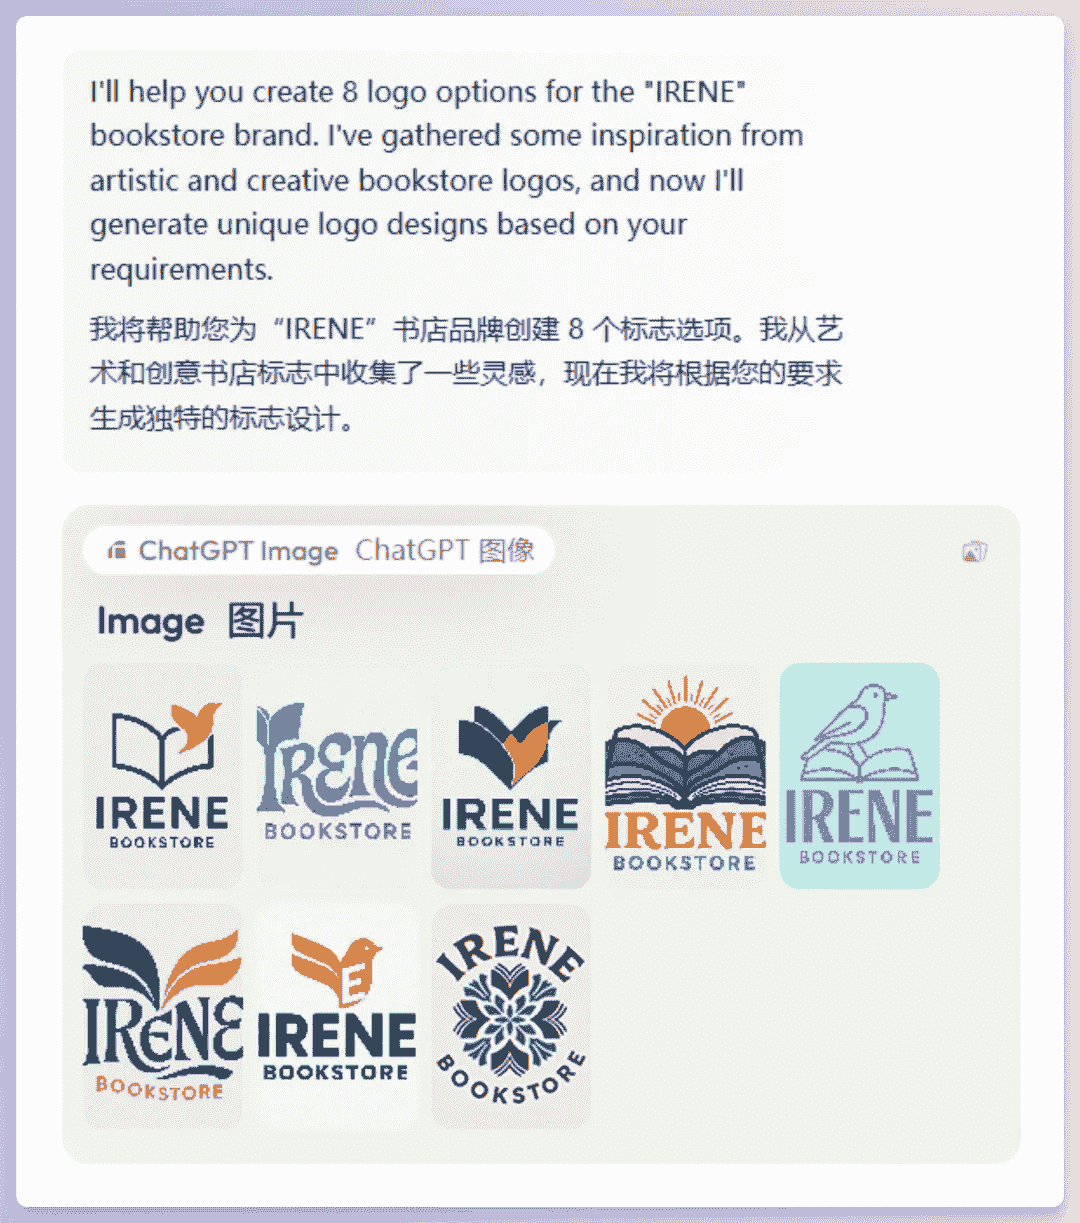 I'll help you create 8 logo options for the "IRENE"
bookstore brand. I've gathered some inspiration from
artistic and creative bookstore logos, and now I'll
generate unique logo designs based on your
requirements.
我将帮助您为“IRENE”书店品牌创建 8 个标志选项。我从艺
术和创意书店标志中收集了一些灵感，现在我将根据您的要求
生成独特的标志设计。
ChatGPT Image ChatGPT 图像
Image 图片
IRENE
BOOKSTORE
IRENE
BOOKSTORE
IRENE
BOOKSTORE
IRENE
BOOKSTORE
IRENE
BOOKSTORE
IRENE
BOOKSTORE
E
IRENE
BOOKSTORE
IRENE
BOOKSTORE